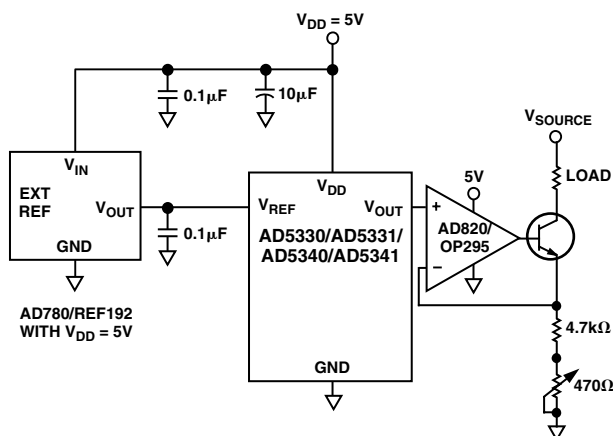 V_DD = 5V
0.1μF
10μF
V_SOURCE
LOAD
EXT
REF
V_IN
V_OUT
GND
0.1μF
V_DD
V_REF
V_OUT
AD5330/AD5331/
AD5340/AD5341
GND
5V
+
AD820/
OP295
–
4.7kΩ
470Ω
AD780/REF192
WITH V_DD = 5V